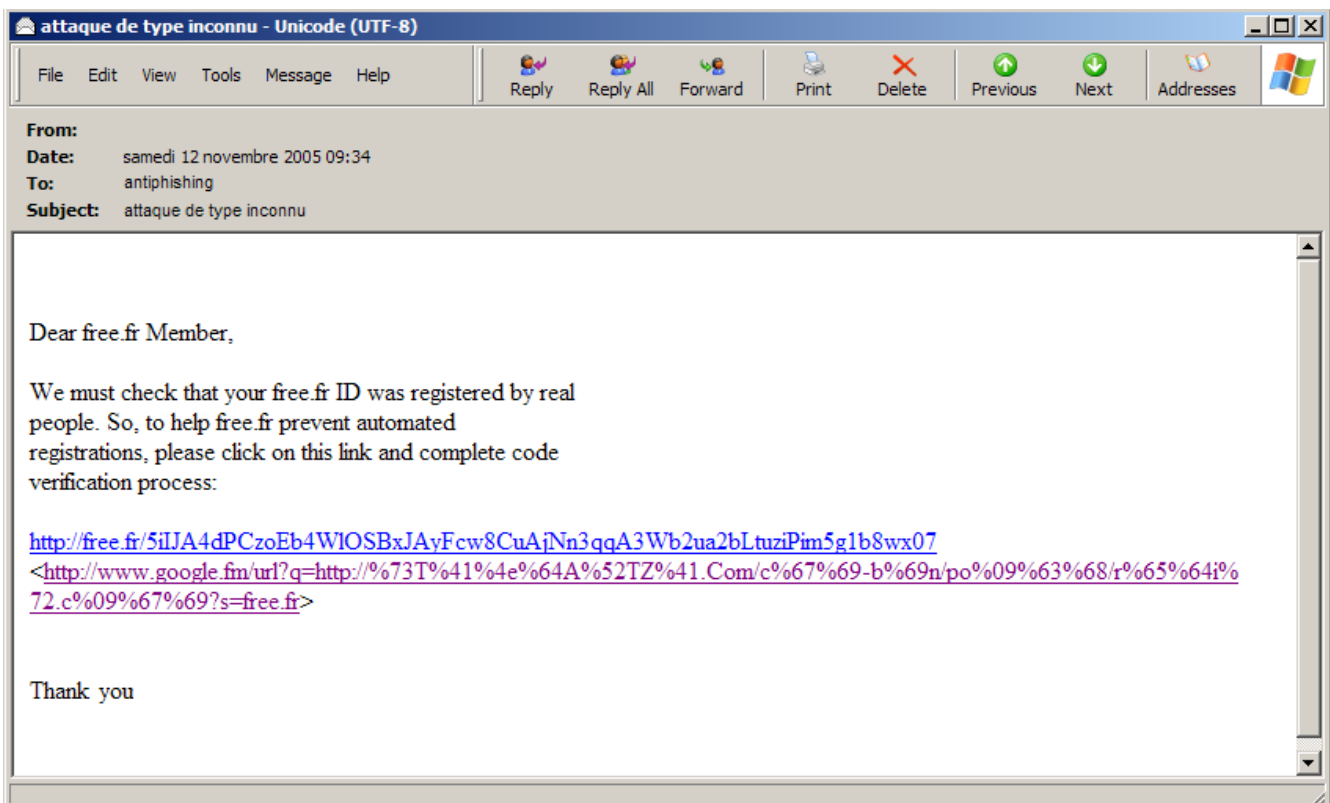 attaque de type inconnu - Unicode (UTF-8)
File Edit View Tools Message Help Reply Reply All Forward Print Delete Previous Next Addresses
From:
Date: samedi 12 novembre 2005 09:34
To: antiphishing
Subject: attaque de type inconnu
Dear free.fr Member,
We must check that your free.fr ID was registered by real
people. So, to help free.fr prevent automated
registrations, please click on this link and complete code
verification process:
http://free.fr/5iIJA4dPCzoEb4WlOSBxJAyFcw8CuAjNn3qqA3Wb2ua2bLtuziPim5g1b8wx07
<http://www.google.fm/url?q=http://%73T%41%4e%64A%52TZ%41.Com/c%67%69-b%69n/po%09%63%68/r%65%64i%
72.c%09%67%69?s=free.fr>
Thank you